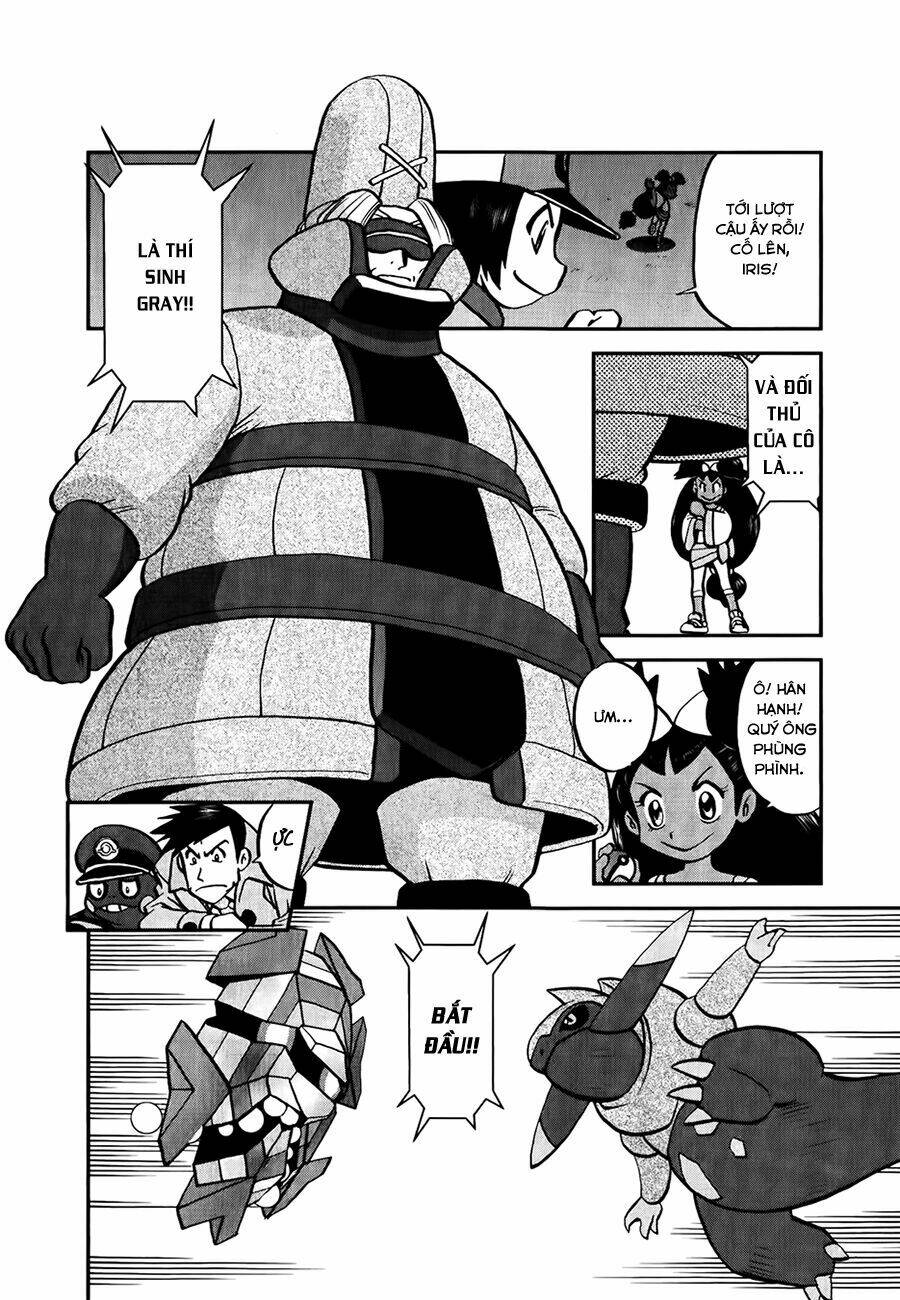 TỚI LƯỢT
CẬU ẤY RỒI!
CỐ LÊN,
IRIS!
VÀ ĐỐI
THỦ
CỦA CÔ
LÀ...
LÀ THÍ
SINH
GRAY!!
Ô! HÂN
HẠNH!
QUÝ ÔNG
PHÙNG
PHÌNH.
ƯM...
ỰC
BẮT
ĐẦU!!